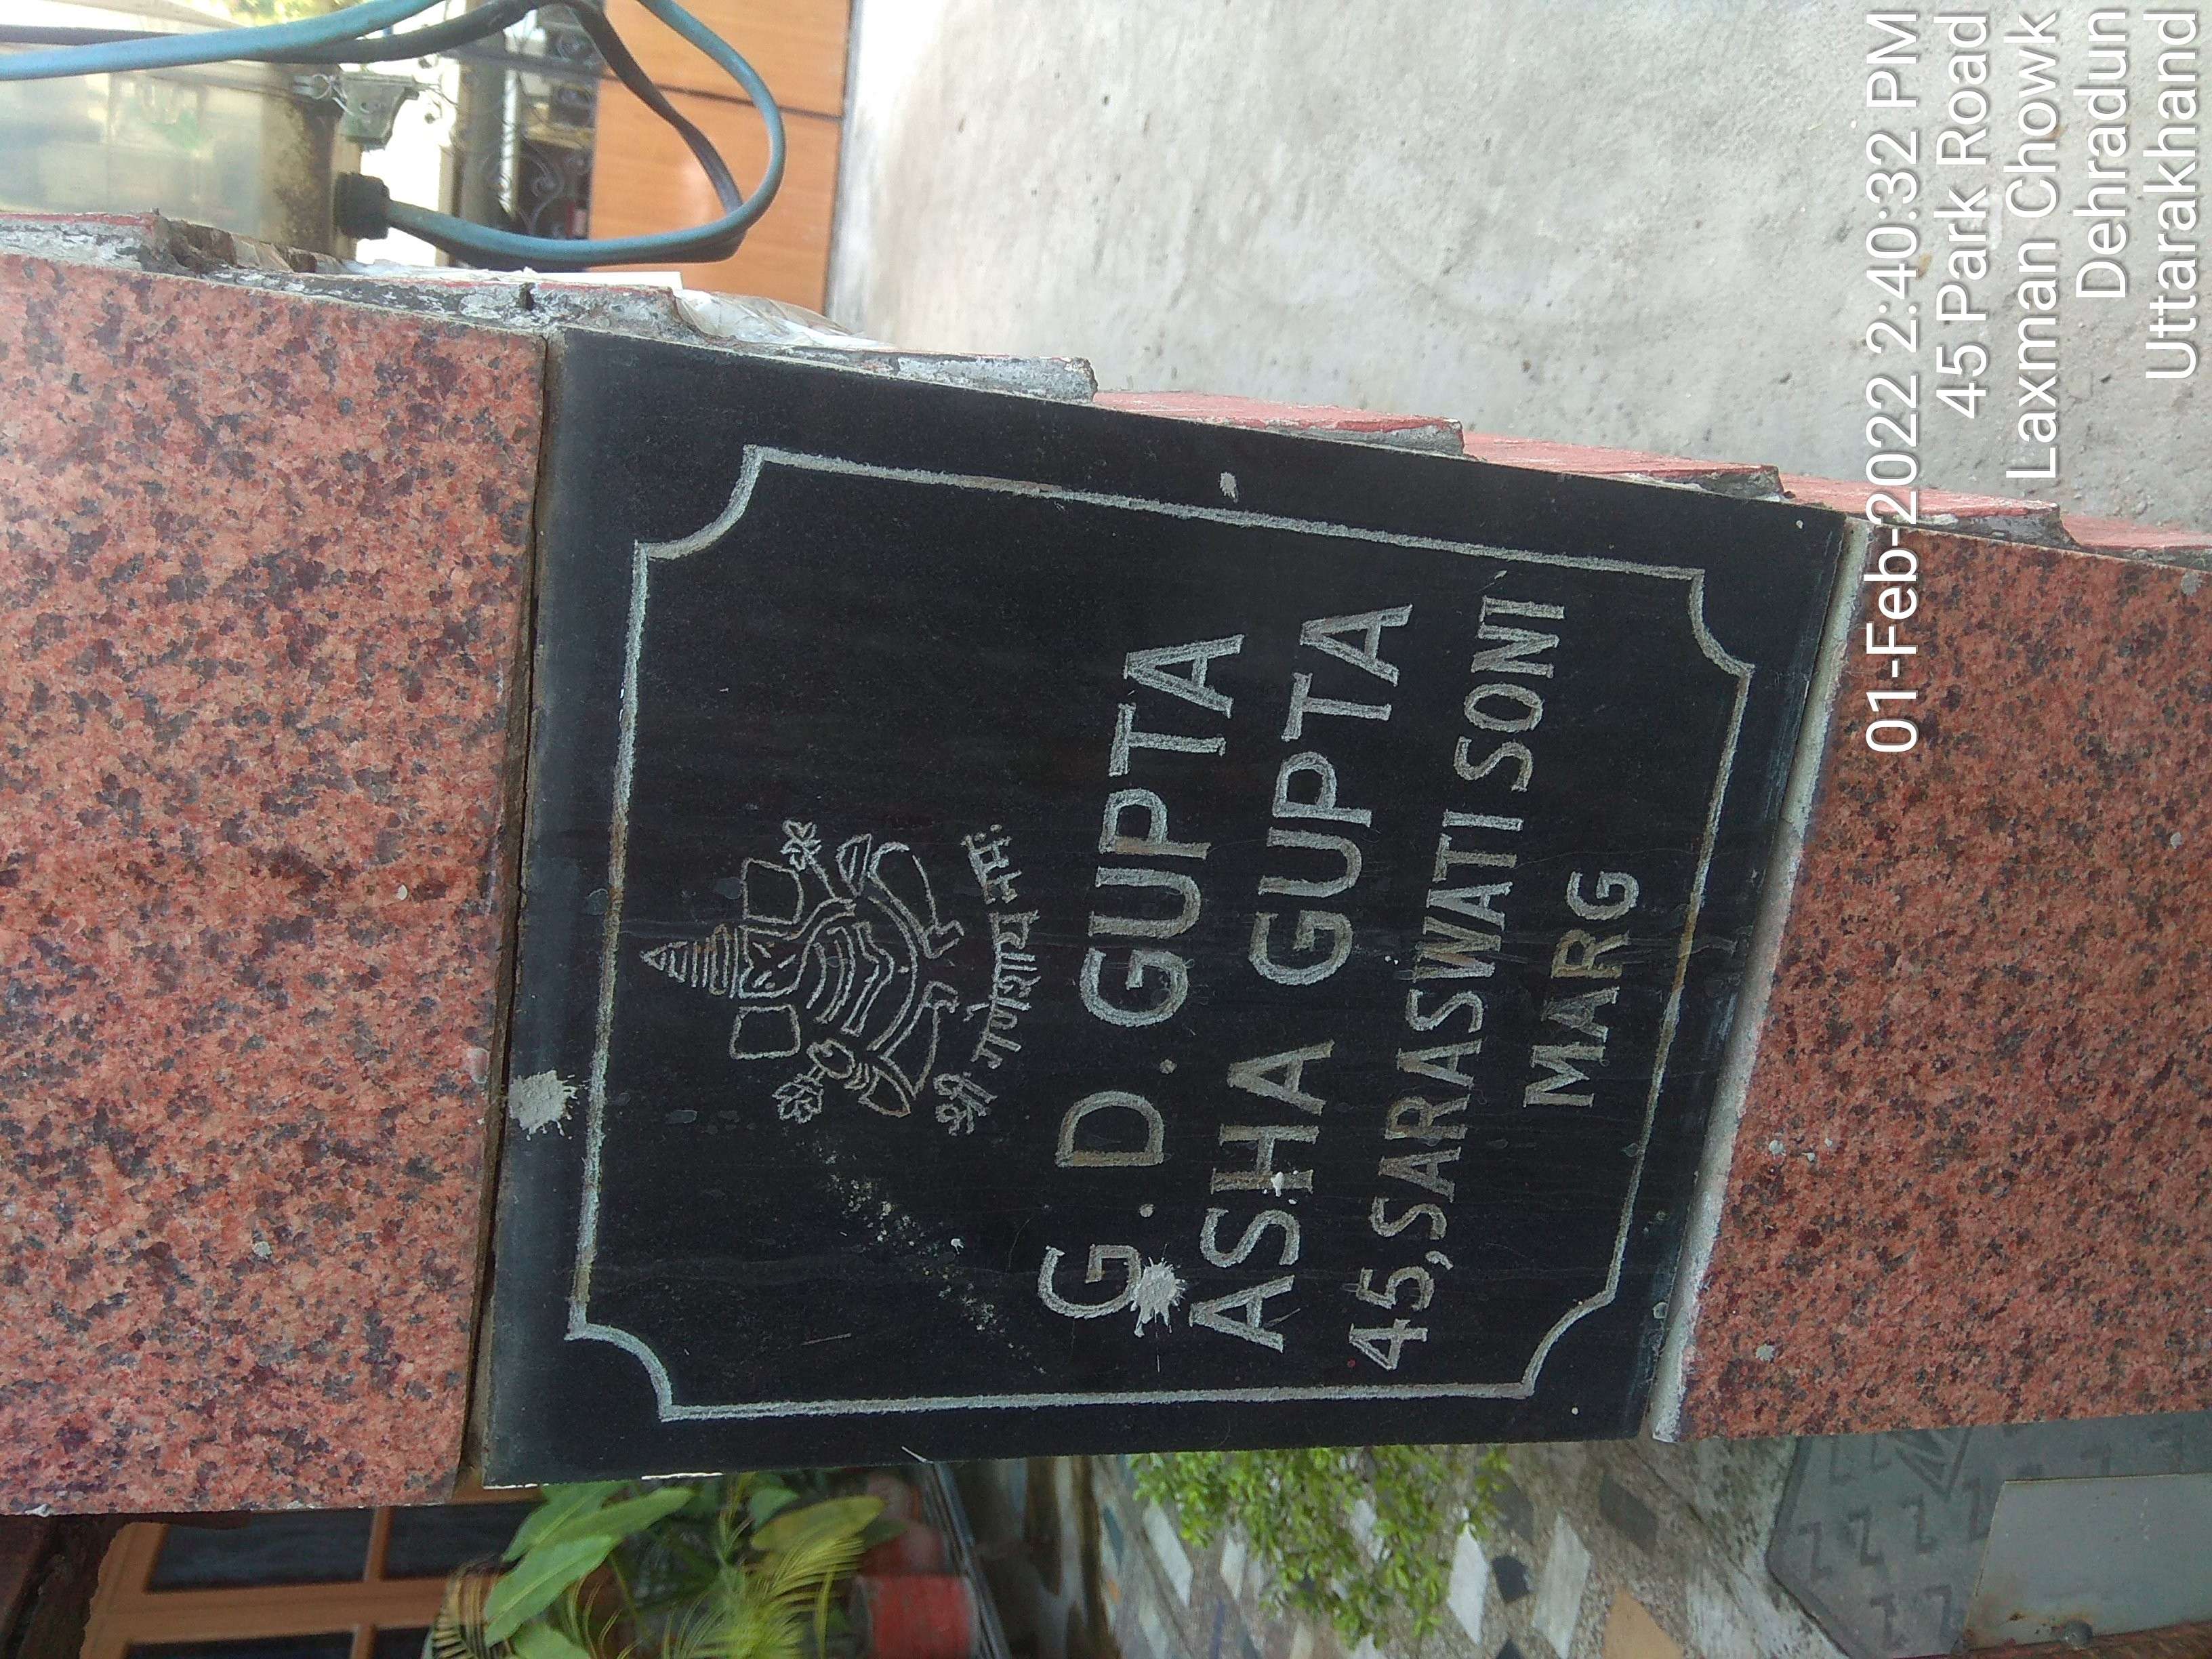 श्री गणेशाय नमः
G. D. GUPTA
ASHA GUPTA
45, SARASWATI SONI
MARG
01-Feb-2022 2:40:32 PM
45 Park Road
Laxman Chowk
Dehradun
Uttarakhand